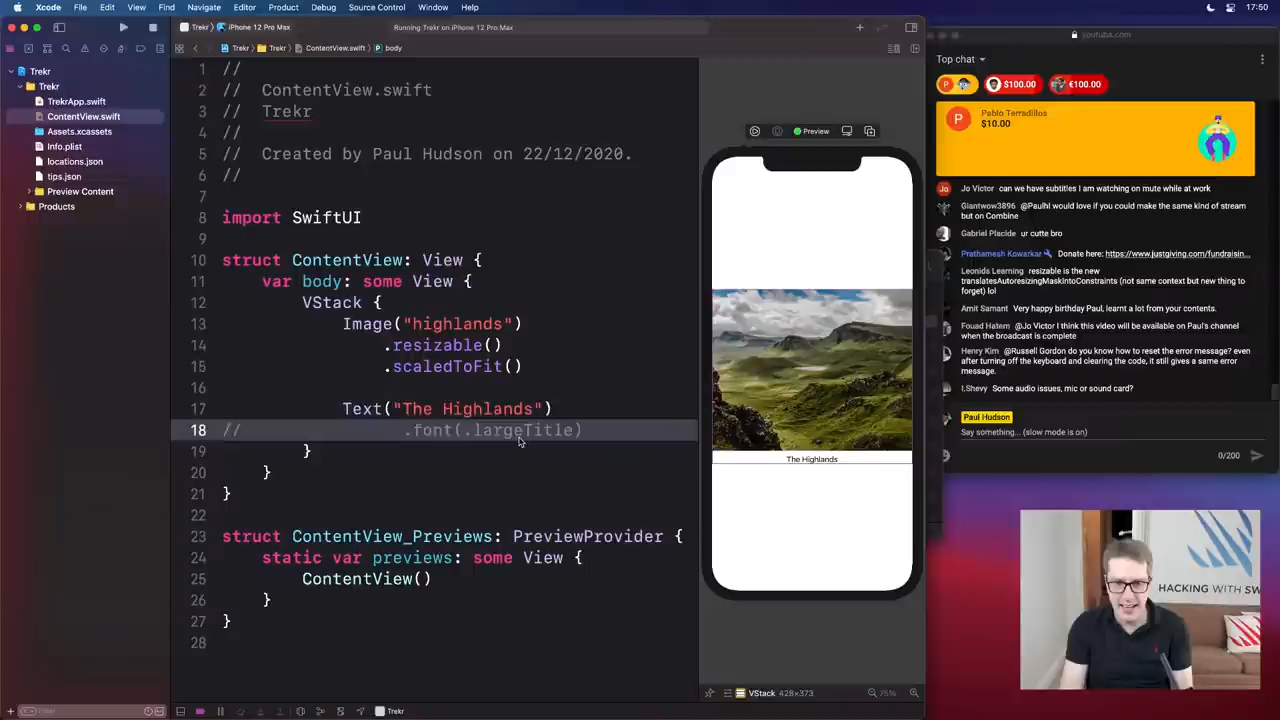 Xcode File Edit View Navigate Editor Product Debug Source Control Window Help 17:50
Trekr iPhone 12 Pro Max Running Trekr on iPhone 12 Pro Max
Trekr Trekr ContentView.swift body
Trekr
Trekr
TrekrApp.swift
ContentView.swift
Assets.xcassets
Info.plist
locations.json
tips.json
Preview Content
Products
Filter
1 //
2 // ContentView.swift
3 // Trekr
4 //
5 // Created by Paul Hudson on 22/12/2020.
6 //
7
8 import SwiftUI
9
10 struct ContentView: View {
11 var body: some View {
12 VStack {
13 Image("highlands")
14 .resizable()
15 .scaledToFit()
16
17 Text("The Highlands")
18 // .font(.largeTitle)
19 }
20 }
21 }
22
23 struct ContentView_Previews: PreviewProvider {
24 static var previews: some View {
25 ContentView()
26 }
27 }
28
Trekr
Preview
The Highlands
VStack 428×373 75%
youtube.com
Top chat
P $100.00 €100.00
P Pablo Terradillos
$10.00
Jo Jo Victor can we have subtitles I am watching on mute while at work
Giantwow3896 @Paulhl would love if you could make the same kind of stream
but on Combine
Gabriel Placide ur cutte bro
Prathamesh Kowarkar Donate here: https://www.justgiving.com/fundraisin...
Leonids Learning resizable is the new
translatesAutoresizingMaskIntoConstraints (not same context but new thing to
forget) lol
Amit Samant Very happy birthday Paul, learnt a lot from your contents.
Fouad Hatem @Jo Victor I think this video will be available on Paul's channel
when the broadcast is complete
Henry Kim @Russell Gordon do you know how to reset the error message? even
after turning off the keyboard and clearing the code, it still gives a same error
message.
I.Shevy Some audio issues, mic or sound card?
Paul Hudson
Say something... (slow mode is on)
0/200
HACKING WITH SW